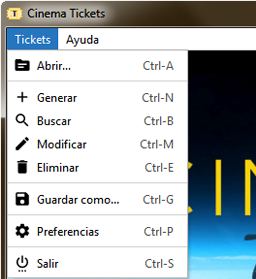 T Cinema Tickets
Tickets Ayuda
Abrir... Ctrl-A
Generar Ctrl-N
Buscar Ctrl-B
Modificar Ctrl-M
Eliminar Ctrl-E
Guardar como... Ctrl-G
Preferencias Ctrl-P
Salir Ctrl-S
CIN